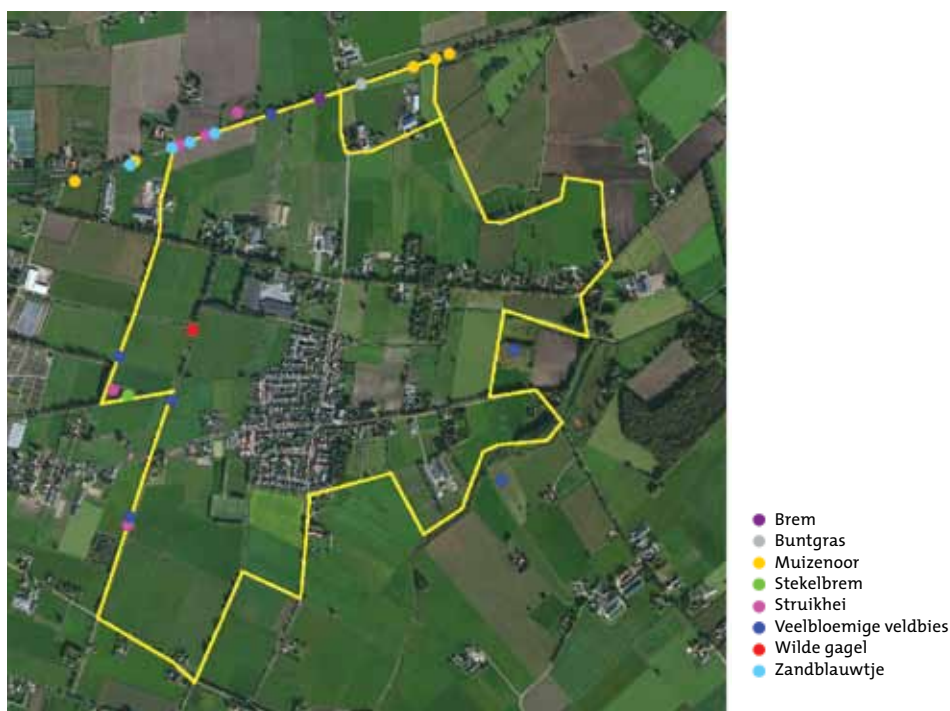 Brem
Buntgras
Muizenoor
Stekelbrem
Struikhei
Veelbloemige veldbies
Wilde gagel
Zandblauwtje